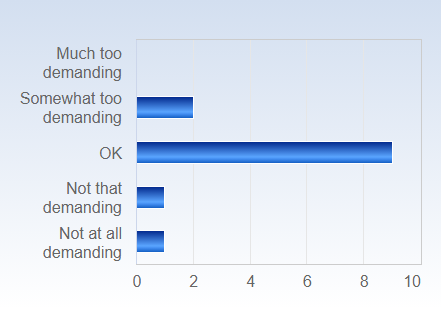 Much too
demanding
Somewhat too
demanding
OK
Not that
demanding
Not at all
demanding
0 2 4 6 8 10